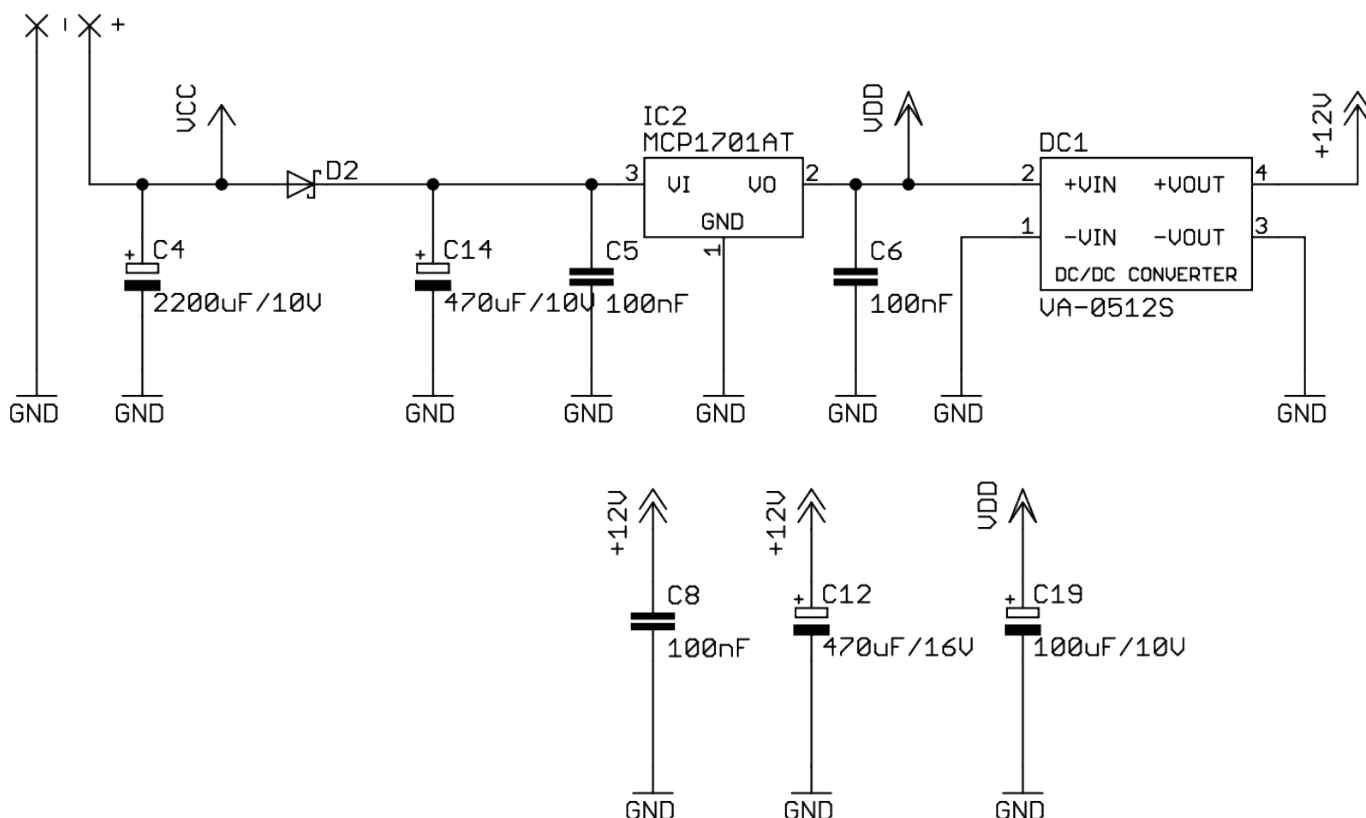 - +
VCC
D2
C4
2200uF/10V
C14
470uF/10V
C5
100nF
IC2
MCP1701AT
3 VI VO 2
GND
1
VDD
C6
100nF
DC1
2 +VIN +VOUT 4
1 -VIN -VOUT 3
DC/DC CONVERTER
VA-0512S
+12V
GND GND GND GND GND GND GND
+12V
C8
100nF
GND
+12V
C12
470uF/16V
GND
VDD
C19
100uF/10V
GND